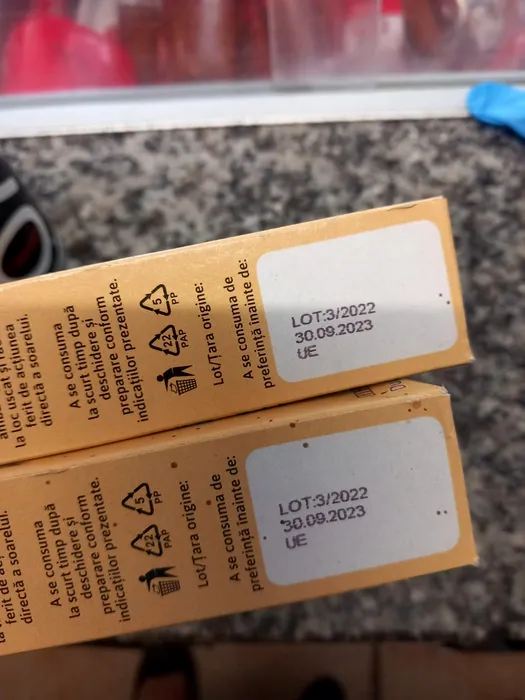 la loc uscat și
ferit de acțiunea
directă a soarelui.
A se consuma
la scurt timp după
deschidere și
preparare conform
indicațiilor prezentate.
5
PP
22
PAP
Lot/Țara origine:
A se consuma de
preferință înainte de:
LOT:3/2022
30.09.2023
UE
ferit de
directă a soarelui.
A se consuma
la scurt timp după
deschidere și
preparare conform
indicațiilor prezentate.
5
PP
22
PAP
Lot/Țara origine:
A se consuma de
preferință înainte de:
LOT:3/2022
30.09.2023
UE